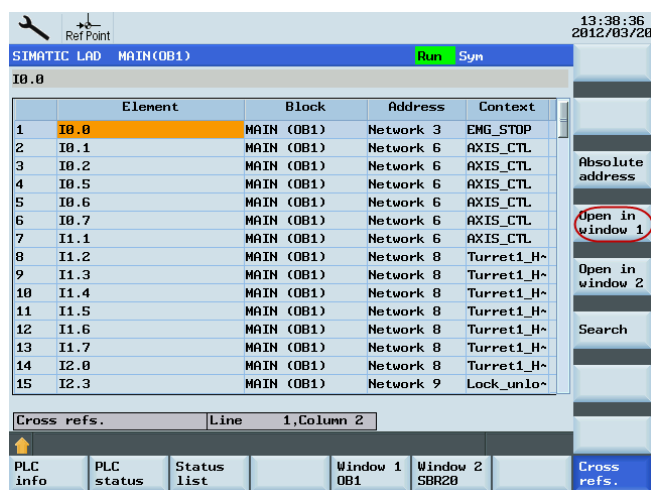 Ref Point
13:38:36
2012/03/20
SIMATIC LAD MAIN(OB1) Run Sym
I0.0
Element Block Address Context
1 I0.0 MAIN (OB1) Network 3 EMG_STOP
2 I0.1 MAIN (OB1) Network 6 AXIS_CTL
3 I0.2 MAIN (OB1) Network 6 AXIS_CTL
4 I0.5 MAIN (OB1) Network 6 AXIS_CTL
5 I0.6 MAIN (OB1) Network 6 AXIS_CTL
6 I0.7 MAIN (OB1) Network 6 AXIS_CTL
7 I1.1 MAIN (OB1) Network 6 AXIS_CTL
8 I1.2 MAIN (OB1) Network 8 Turret1_H~
9 I1.3 MAIN (OB1) Network 8 Turret1_H~
10 I1.4 MAIN (OB1) Network 8 Turret1_H~
11 I1.5 MAIN (OB1) Network 8 Turret1_H~
12 I1.6 MAIN (OB1) Network 8 Turret1_H~
13 I1.7 MAIN (OB1) Network 8 Turret1_H~
14 I2.0 MAIN (OB1) Network 8 Turret1_H~
15 I2.3 MAIN (OB1) Network 9 Lock_unlo~
Cross refs. Line 1,Column 2
Absolute
address
Open in
window 1
Open in
window 2
Search
PLC
info
PLC
status
Status
list
Window 1
OB1
Window 2
SBR20
Cross
refs.